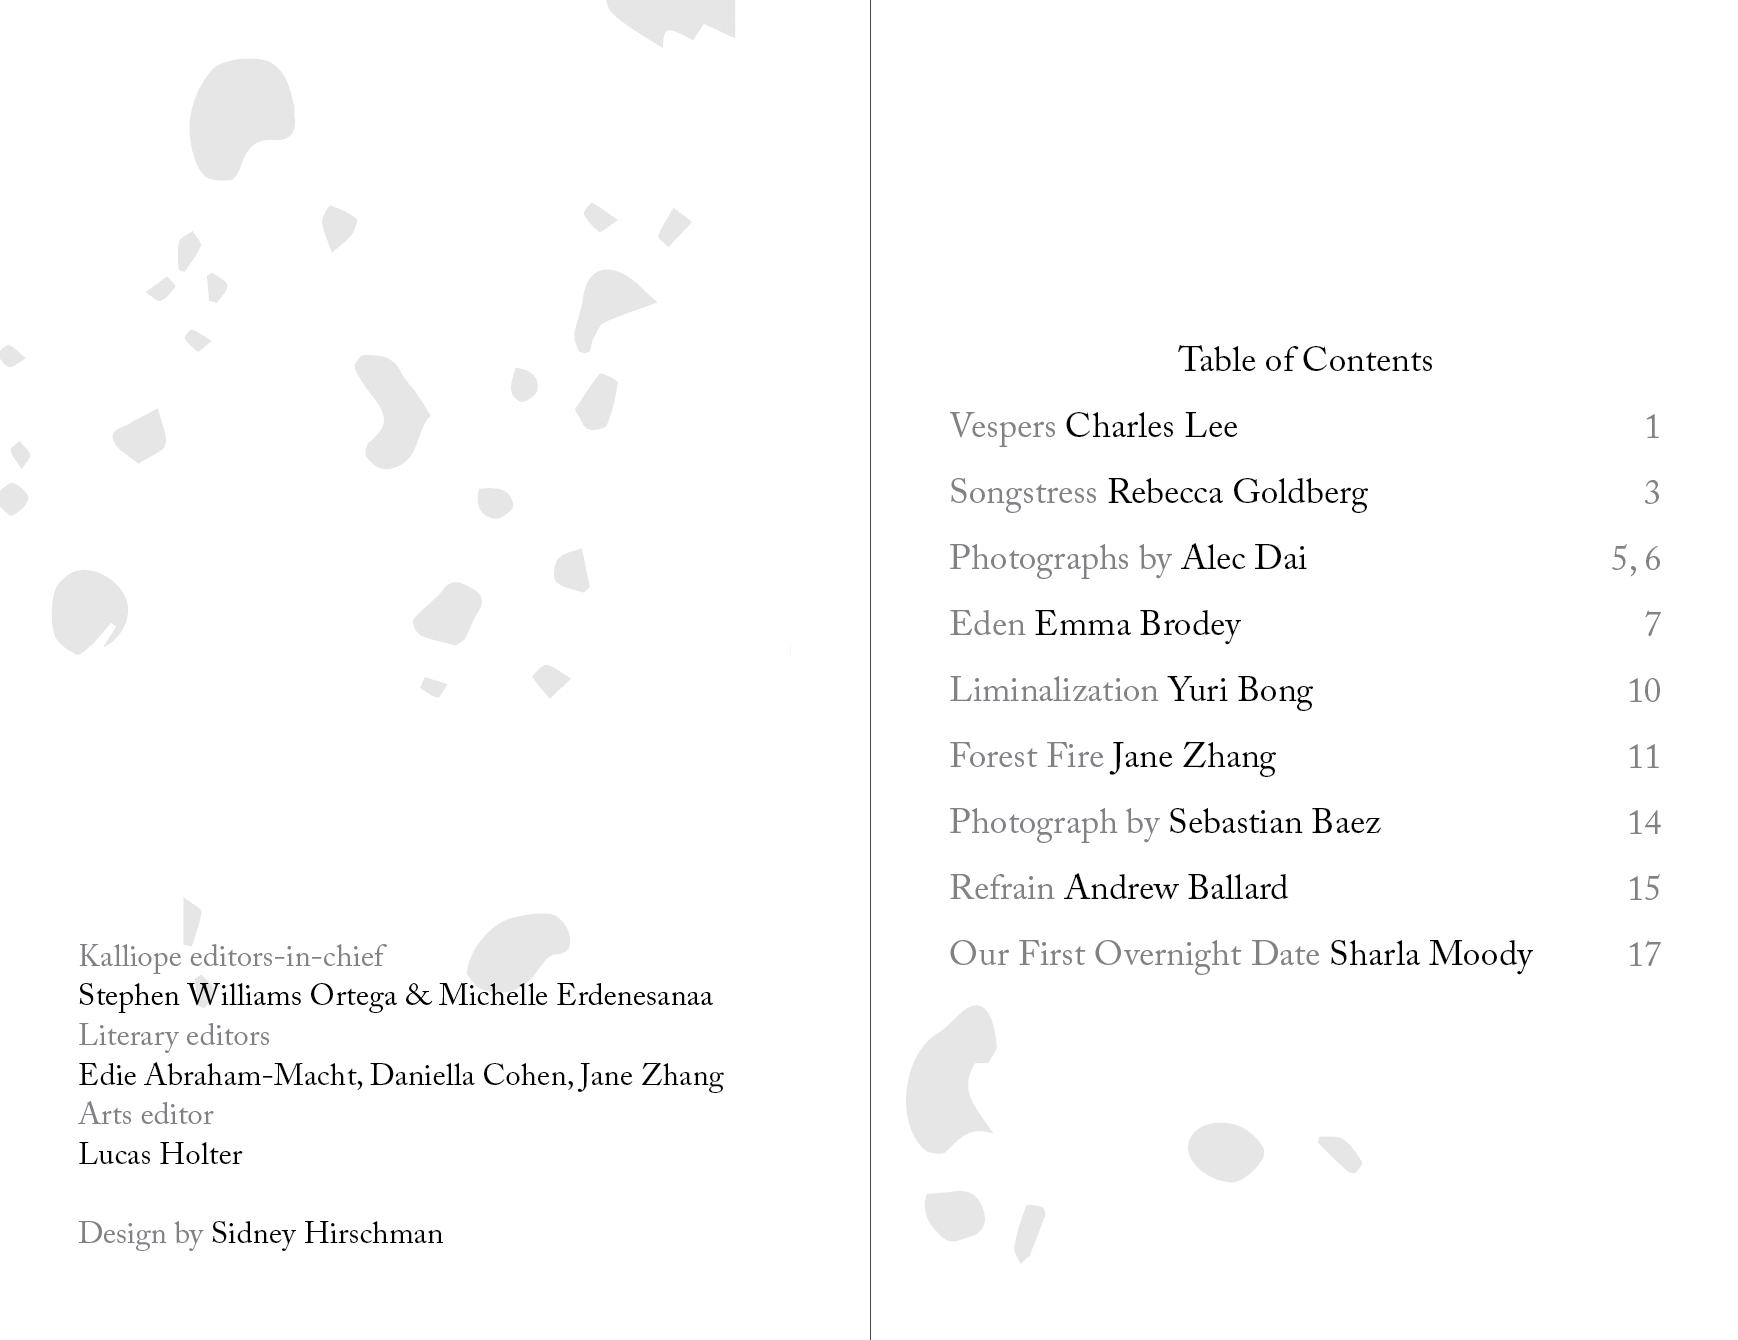 Kalliope editors-in-chief
Stephen Williams Ortega & Michelle Erdenesanaa
Literary editors
Edie Abraham-Macht, Daniella Cohen, Jane Zhang
Arts editor
Lucas Holter
Design by Sidney Hirschman
Table of Contents
Vespers Charles Lee 1
Songstress Rebecca Goldberg 3
Photographs by Alec Dai 5, 6
Eden Emma Brodey 7
Liminalization Yuri Bong 10
Forest Fire Jane Zhang 11
Photograph by Sebastian Baez 14
Refrain Andrew Ballard 15
Our First Overnight Date Sharla Moody 17